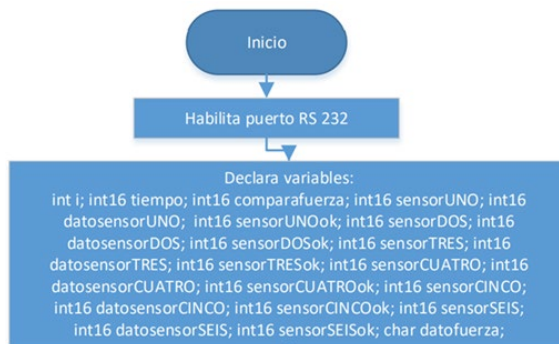 Inicio
Habilita puerto RS 232
Declara variables:
int i; int16 tiempo; int16 comparafuerza; int16 sensorUNO; int16
datosensorUNO; int16 sensorUNOok; int16 sensorDOS; int16
datosensorDOS; int16 sensorDOSok; int16 sensorTRES; int16
datosensorTRES; int16 sensorTRESok; int16 sensorCUATRO; int16
datosensorCUATRO; int16 sensorCUATROok; int16 sensorCINCO;
int16 datosensorCINCO; int16 sensorCINCOok; int16 sensorSEIS;
int16 datosensorSEIS; int16 sensorSEISok; char datofuerza;